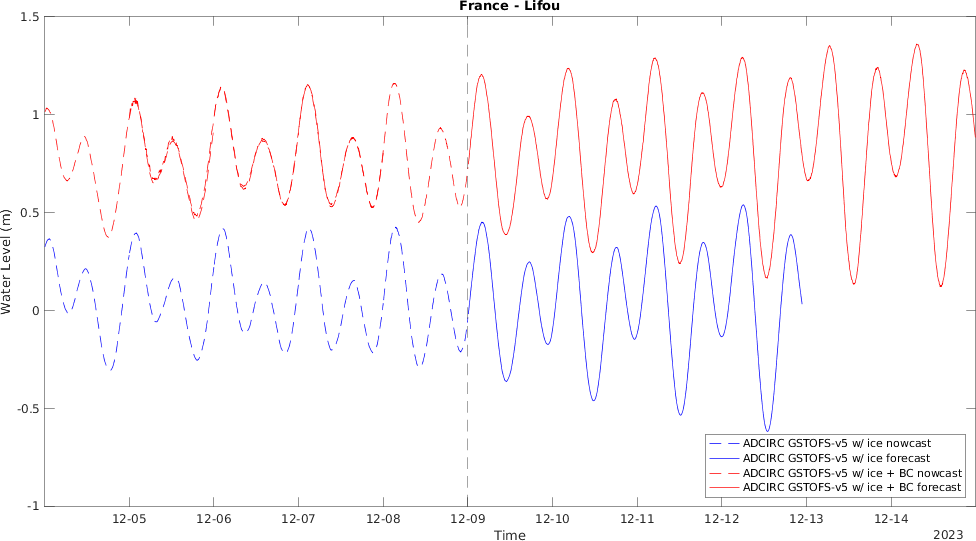 France - Lifou
1.5
1
0.5
0
-0.5
-1
Water Level (m)
12-05 12-06 12-07 12-08 12-09 12-10 12-11 12-12 12-13 12-14
Time
2023
ADCIRC GSTOFS-v5 w/ ice nowcast
ADCIRC GSTOFS-v5 w/ ice forecast
ADCIRC GSTOFS-v5 w/ ice + BC nowcast
ADCIRC GSTOFS-v5 w/ ice + BC forecast